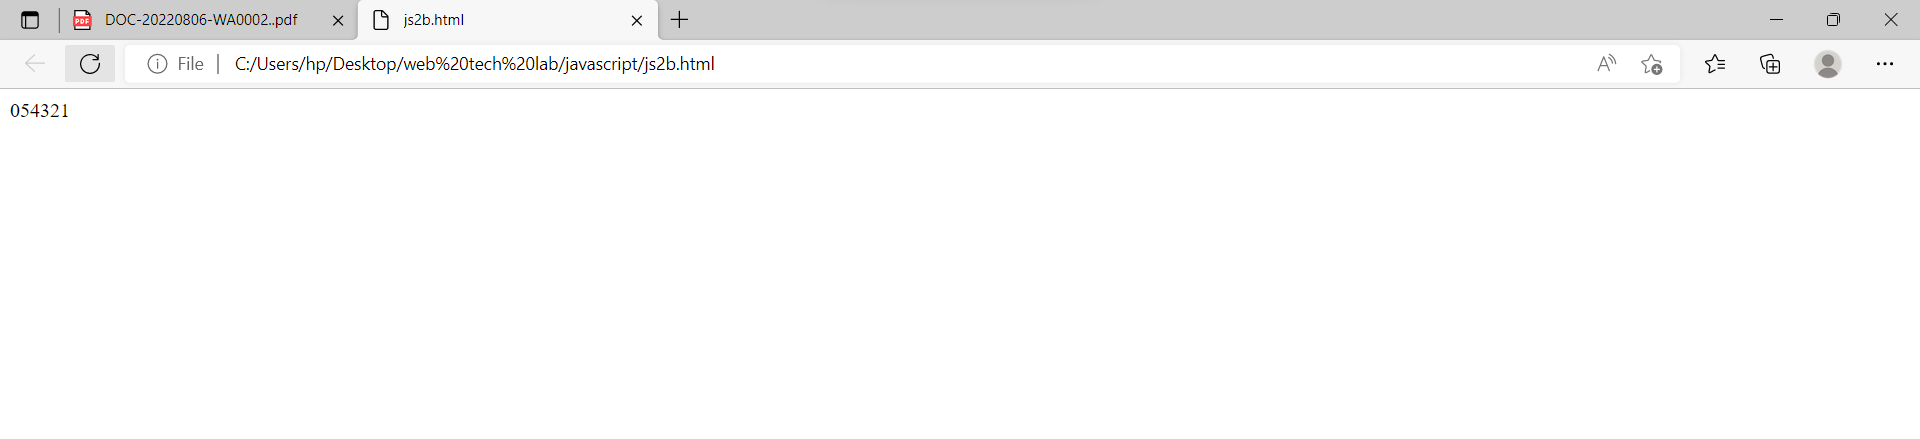 DOC-20220806-WA0002..pdf
js2b.html
File
C:/Users/hp/Desktop/web%20tech%20lab/javascript/js2b.html
054321